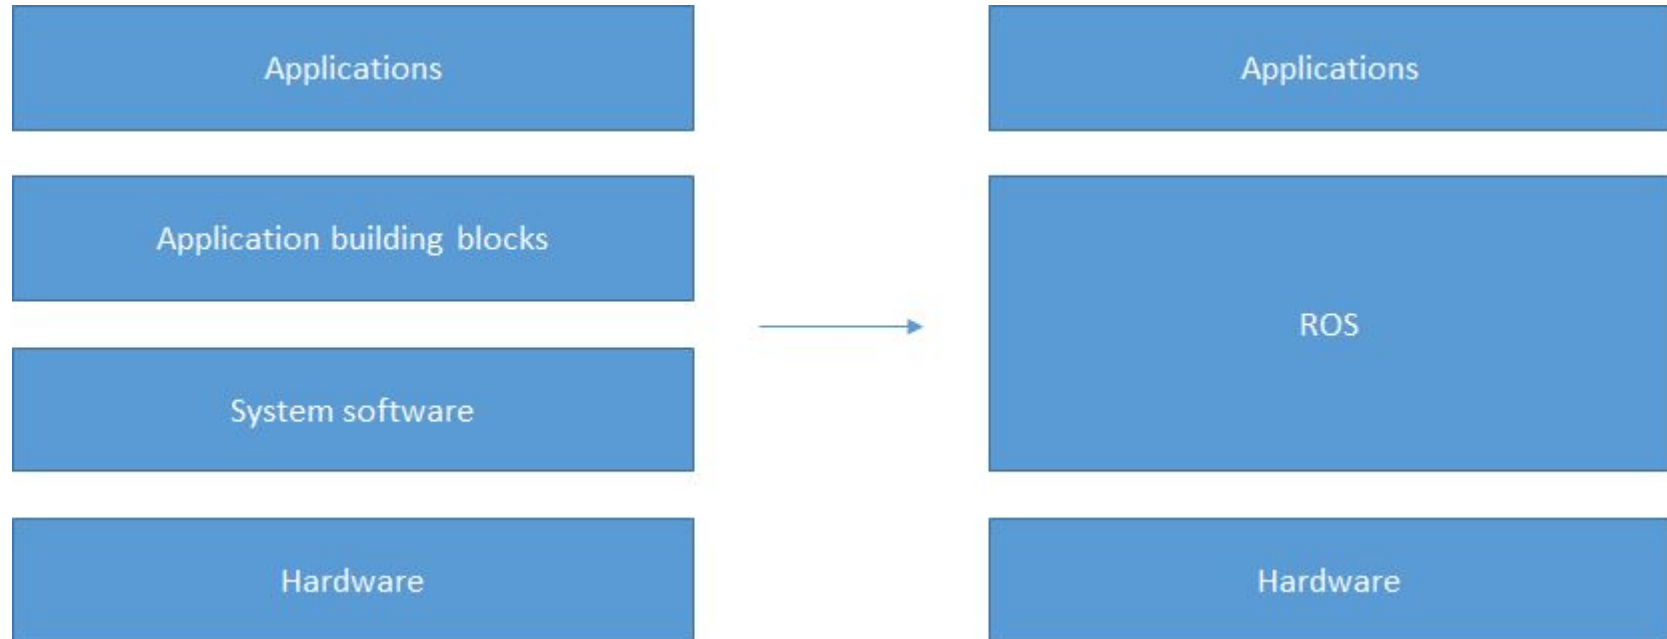 Applications
Application building blocks
System software
Hardware
Applications
ROS
Hardware